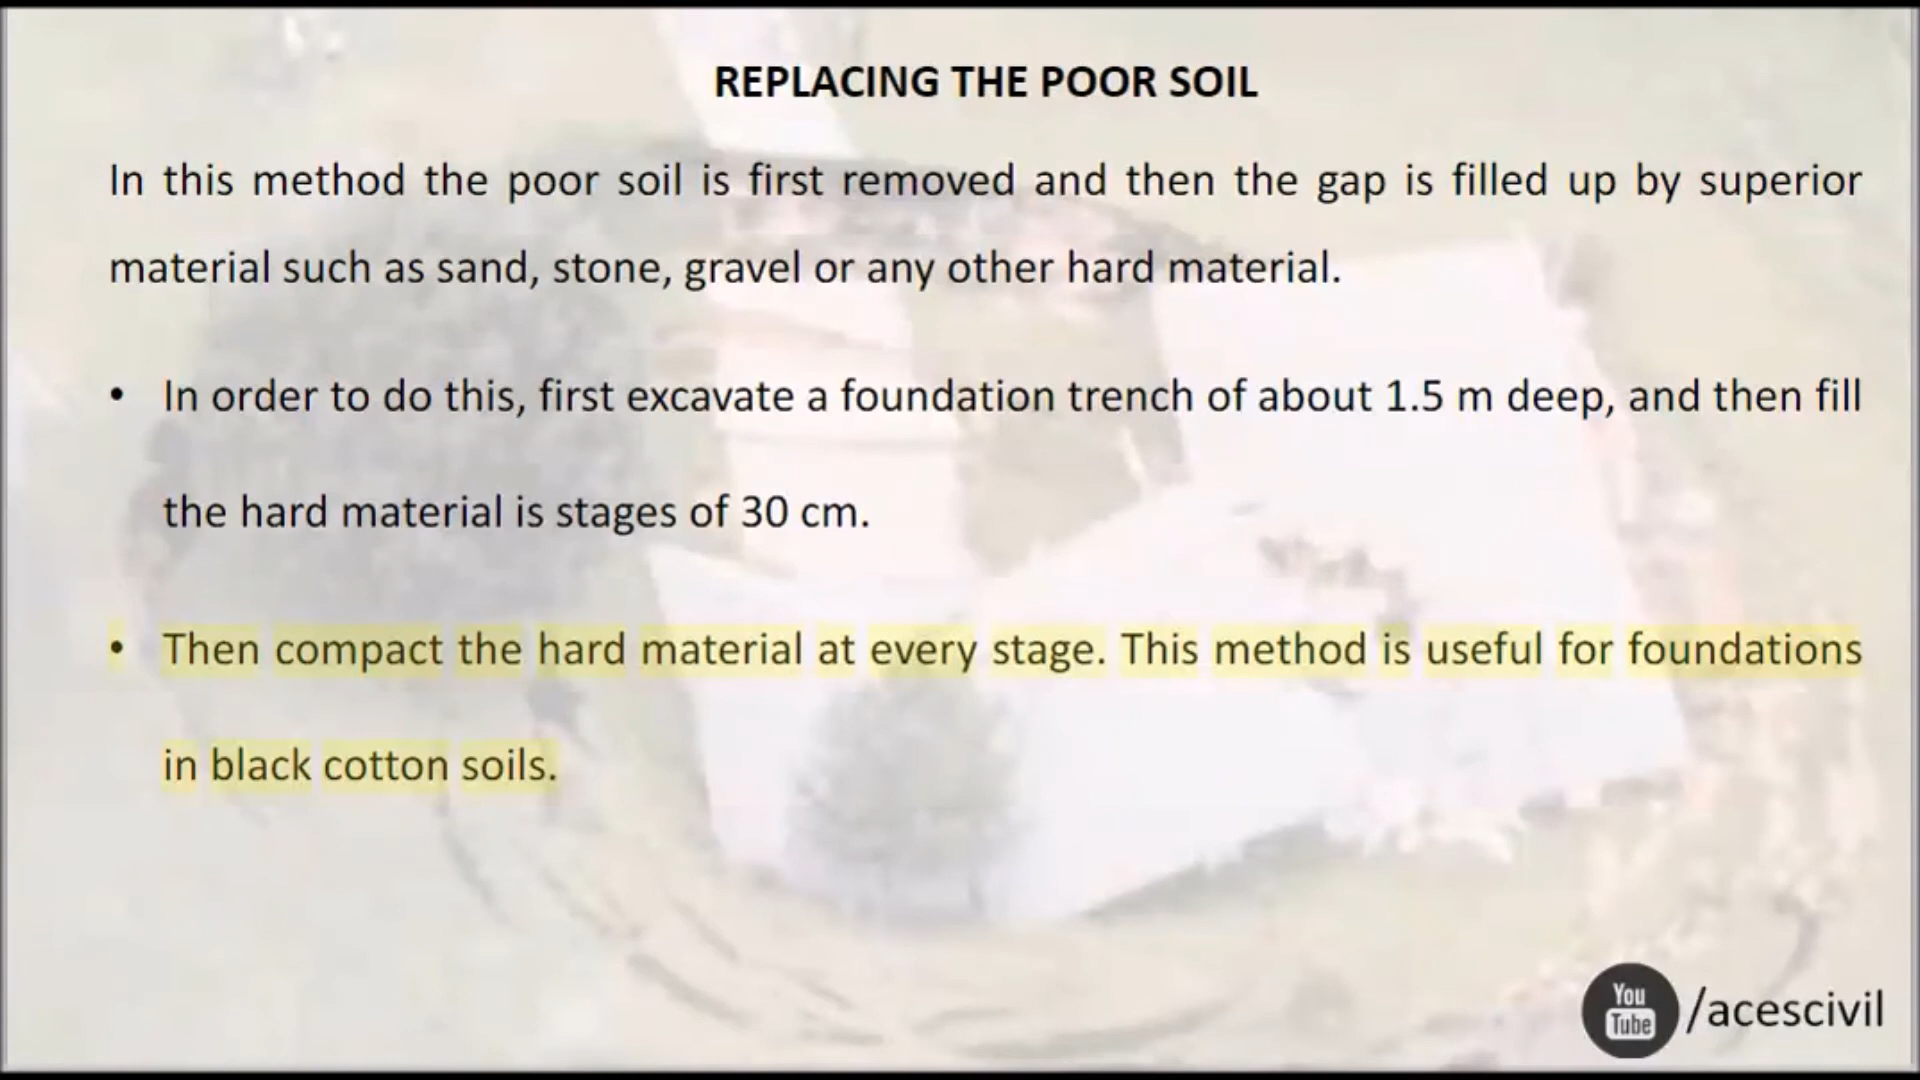 REPLACING THE POOR SOIL
In this method the poor soil is first removed and then the gap is filled up by superior
material such as sand, stone, gravel or any other hard material.
• In order to do this, first excavate a foundation trench of about 1.5 m deep, and then fill
the hard material is stages of 30 cm.
• Then compact the hard material at every stage. This method is useful for foundations
in black cotton soils.
You
Tube
/acescivil